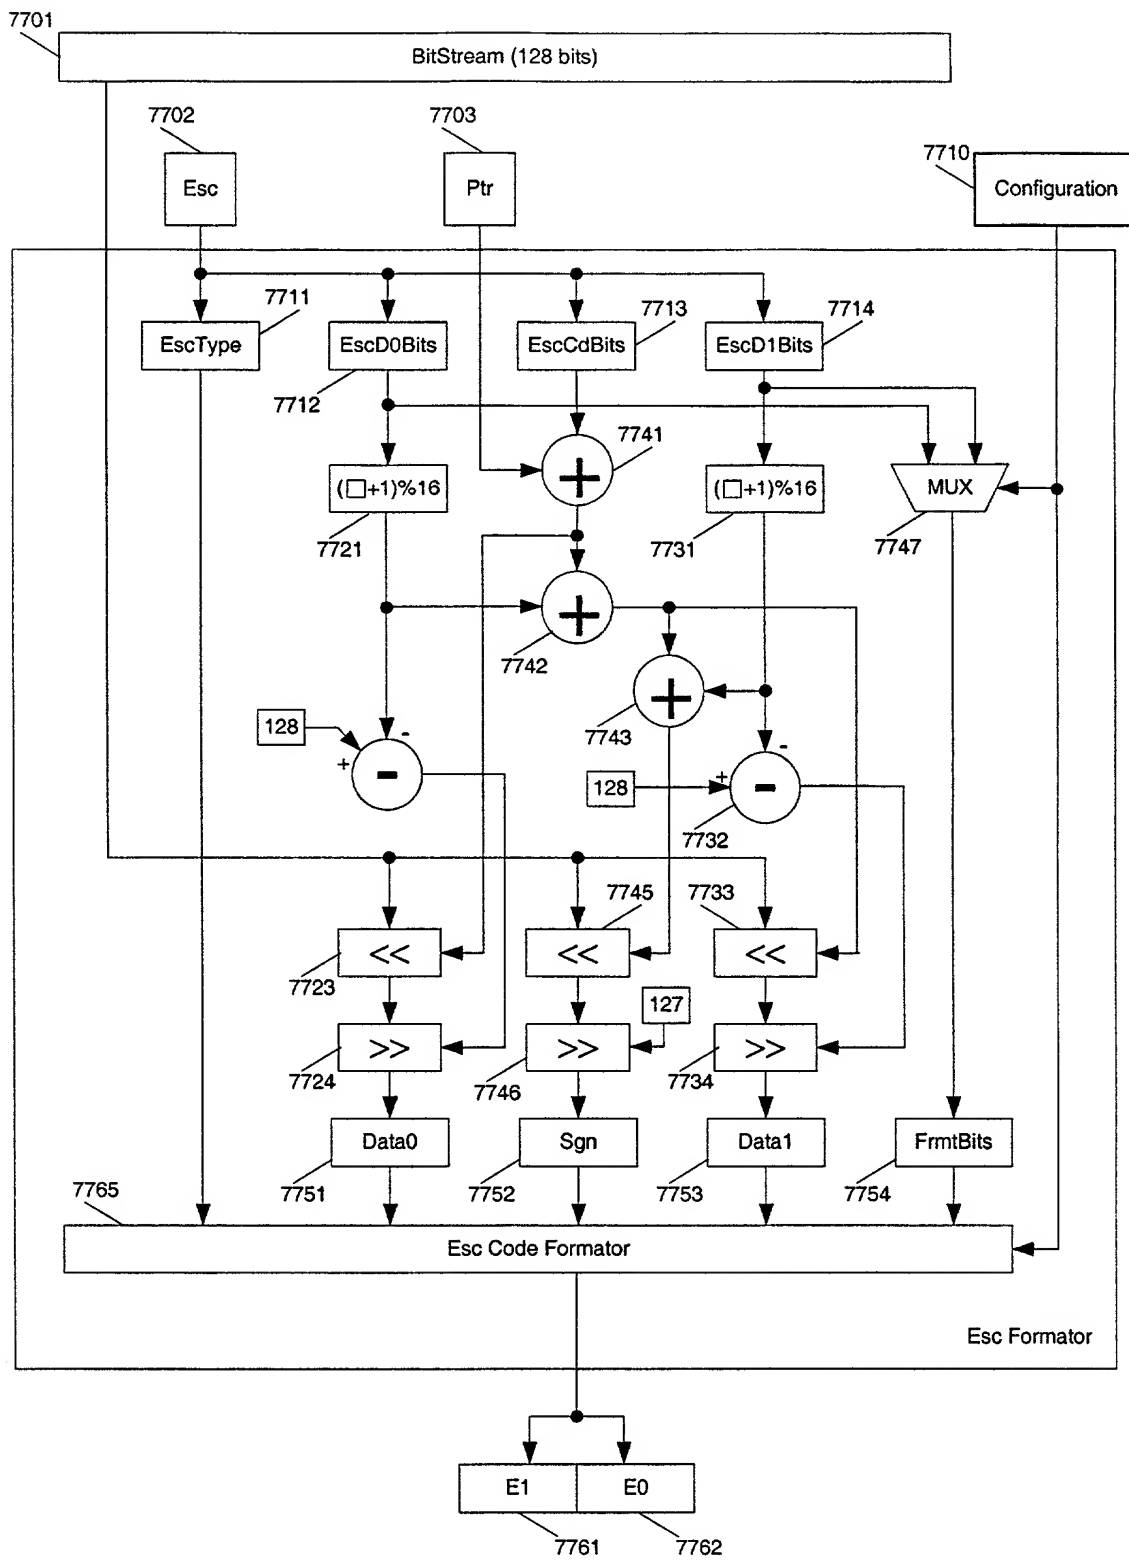 7701
BitStream (128 bits)
7702
7703
7710
Esc
Ptr
Configuration
7711
7713
7714
EscType
EscD0Bits
EscCdBits
EscD1Bits
7712
7741
(□+1)%16
+
(□+1)%16
MUX
7721
7731
7747
+
7742
+
7743
128
-
+
-
-
128
+
-
7732
7745
7733
<<
<<
<<
7723
127
>>
>>
>>
7724
7746
7734
Data0
Sgn
Data1
FrmtBits
7765
7751
7752
7753
7754
Esc Code Formator
Esc Formator
E1
E0
7761
7762